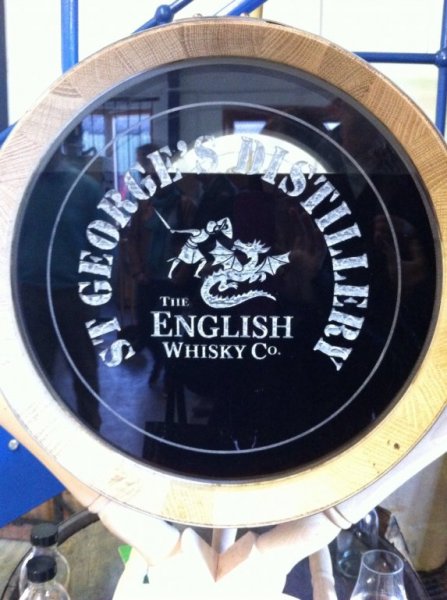 ST GEORGE'S DISTILLERY
THE
ENGLISH
WHISKY CO.